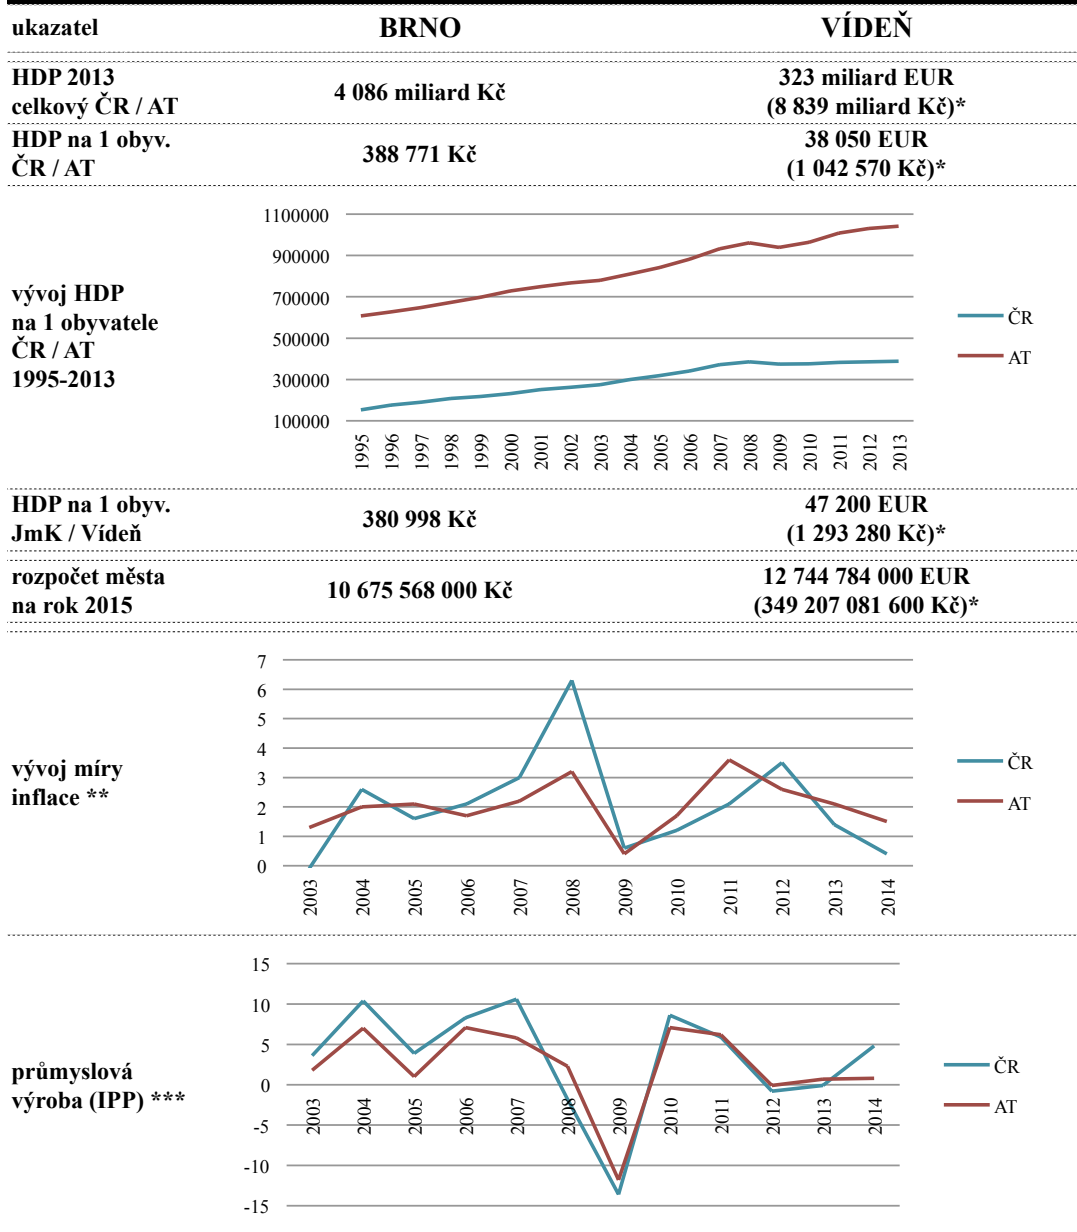 ukazatel BRNO VÍDEŇ
HDP 2013
celkový ČR / AT
4 086 miliard Kč
323 miliard EUR
(8 839 miliard Kč)*
HDP na 1 obyv.
ČR / AT
388 771 Kč
38 050 EUR
(1 042 570 Kč)*
vývoj HDP
na 1 obyvatele
ČR / AT
1995-2013
1100000
900000
700000
500000
300000
100000
1995 1996 1997 1998 1999 2000 2001 2002 2003 2004 2005 2006 2007 2008 2009 2010 2011 2012 2013
ČR
AT
HDP na 1 obyv.
JmK / Vídeň
380 998 Kč
47 200 EUR
(1 293 280 Kč)*
rozpočet města
na rok 2015
10 675 568 000 Kč
12 744 784 000 EUR
(349 207 081 600 Kč)*
vývoj míry
inflace **
7
6
5
4
3
2
1
0
2003 2004 2005 2006 2007 2008 2009 2010 2011 2012 2013 2014
ČR
AT
průmyslová
výroba (IPP) ***
15
10
5
0
-5
-10
-15
2003 2004 2005 2006 2007 2008 2009 2010 2011 2012 2013 2014
ČR
AT